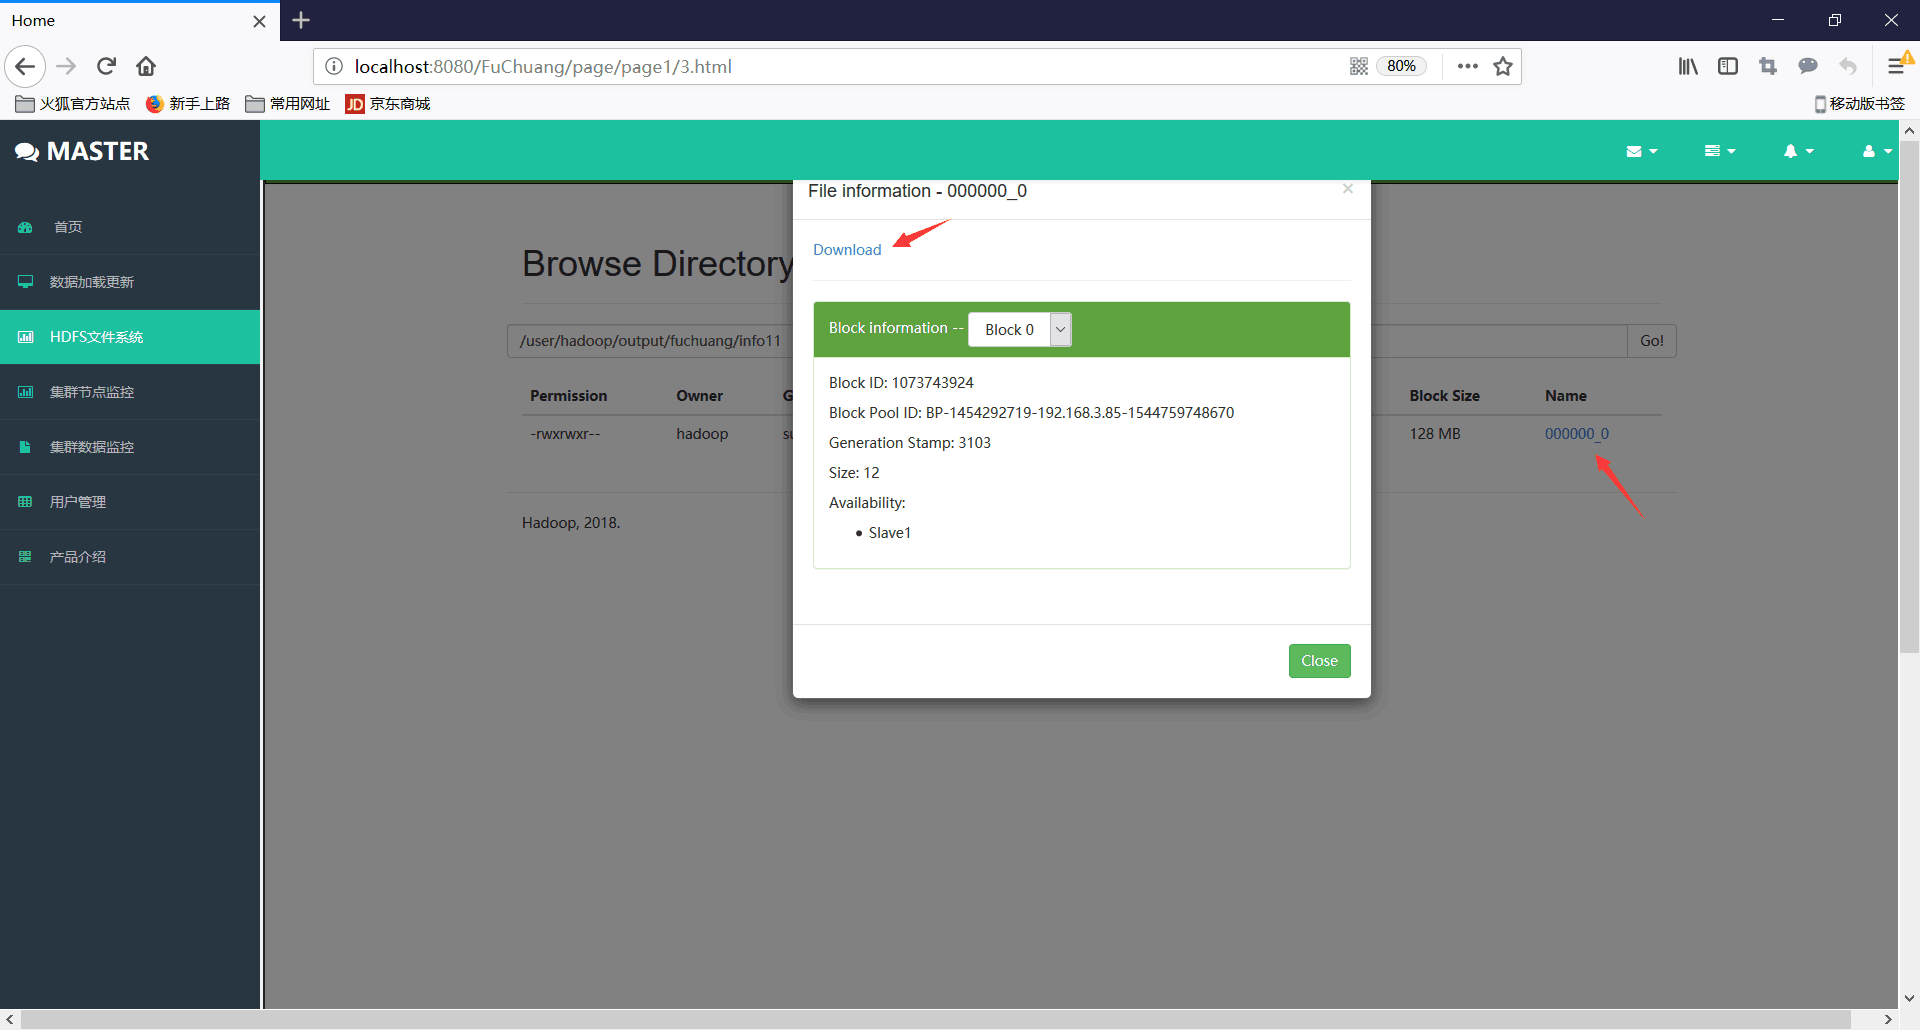 Home
localhost:8080/FuChuang/page/page1/3.html
80%
火狐官方站点 新手上路 常用网址 JD 京东商城 移动版书签
MASTER
首页
数据加载更新
HDFS文件系统
集群节点监控
集群数据监控
用户管理
产品介绍
File information - 000000_0 ×
Download
Browse Directory
Block information -- Block 0
/user/hadoop/output/fuchuang/info11 Go!
Block ID: 1073743924
Permission Owner G Block Size Name
Block Pool ID: BP-1454292719-192.168.3.85-1544759748670
-rwxrwxr-- hadoop su 128 MB 000000_0
Generation Stamp: 3103
Size: 12
Availability:
Hadoop, 2018.
Slave1
Close